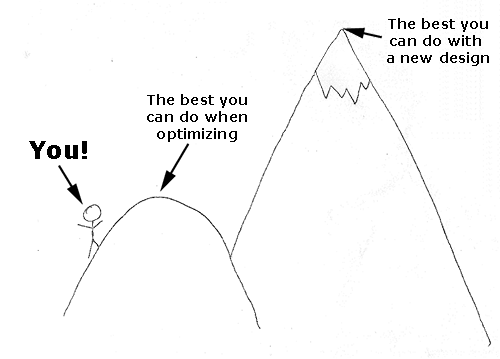 You!
The best you
can do when
optimizing
The best you
can do with
a new design